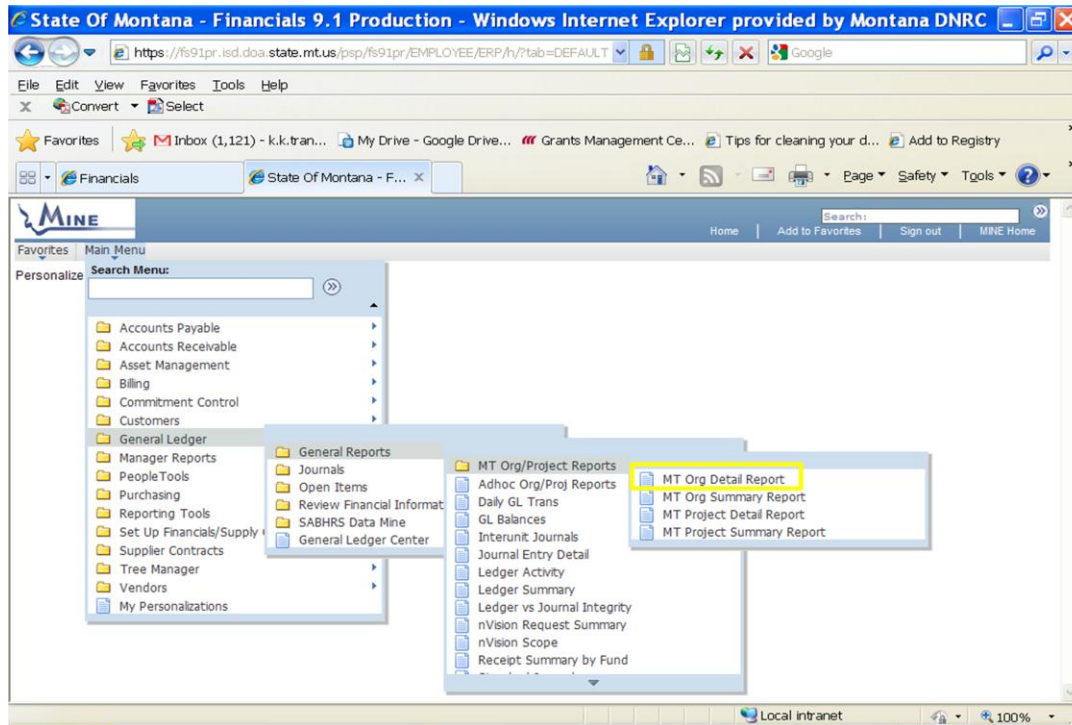 State Of Montana - Financials 9.1 Production - Windows Internet Explorer provided by Montana DNRC
https://fs91pr.isd.doa.state.mt.us/psp/fs91pr/EMPLOYEE/ERP/h/?tab=DEFAULT
Google
File Edit View Favorites Tools Help
X Convert Select
Favorites Inbox (1,121) - k.k.tran... My Drive - Google Drive... Grants Management Ce... Tips for cleaning your d... Add to Registry
Financials State Of Montana - F... X Page Safety Tools
MINE
Search:
Home | Add to Favorites | Sign out | MINE Home
Favorites Main Menu
Personalize
Search Menu:
Accounts Payable
Accounts Receivable
Asset Management
Billing
Commitment Control
Customers
General Ledger
Manager Reports
PeopleTools
Purchasing
Reporting Tools
Set Up Financials/Supply
Supplier Contracts
Tree Manager
Vendors
My Personalizations
General Reports
Journals
Open Items
Review Financial Informat
SABHRS Data Mine
General Ledger Center
MT Org/Project Reports
Adhoc Org/Proj Reports
Daily GL Trans
GL Balances
Interunit Journals
Journal Entry Detail
Ledger Activity
Ledger Summary
Ledger vs Journal Integrity
nVision Request Summary
nVision Scope
Receipt Summary by Fund
MT Org Detail Report
MT Org Summary Report
MT Project Detail Report
MT Project Summary Report
Local intranet 100%